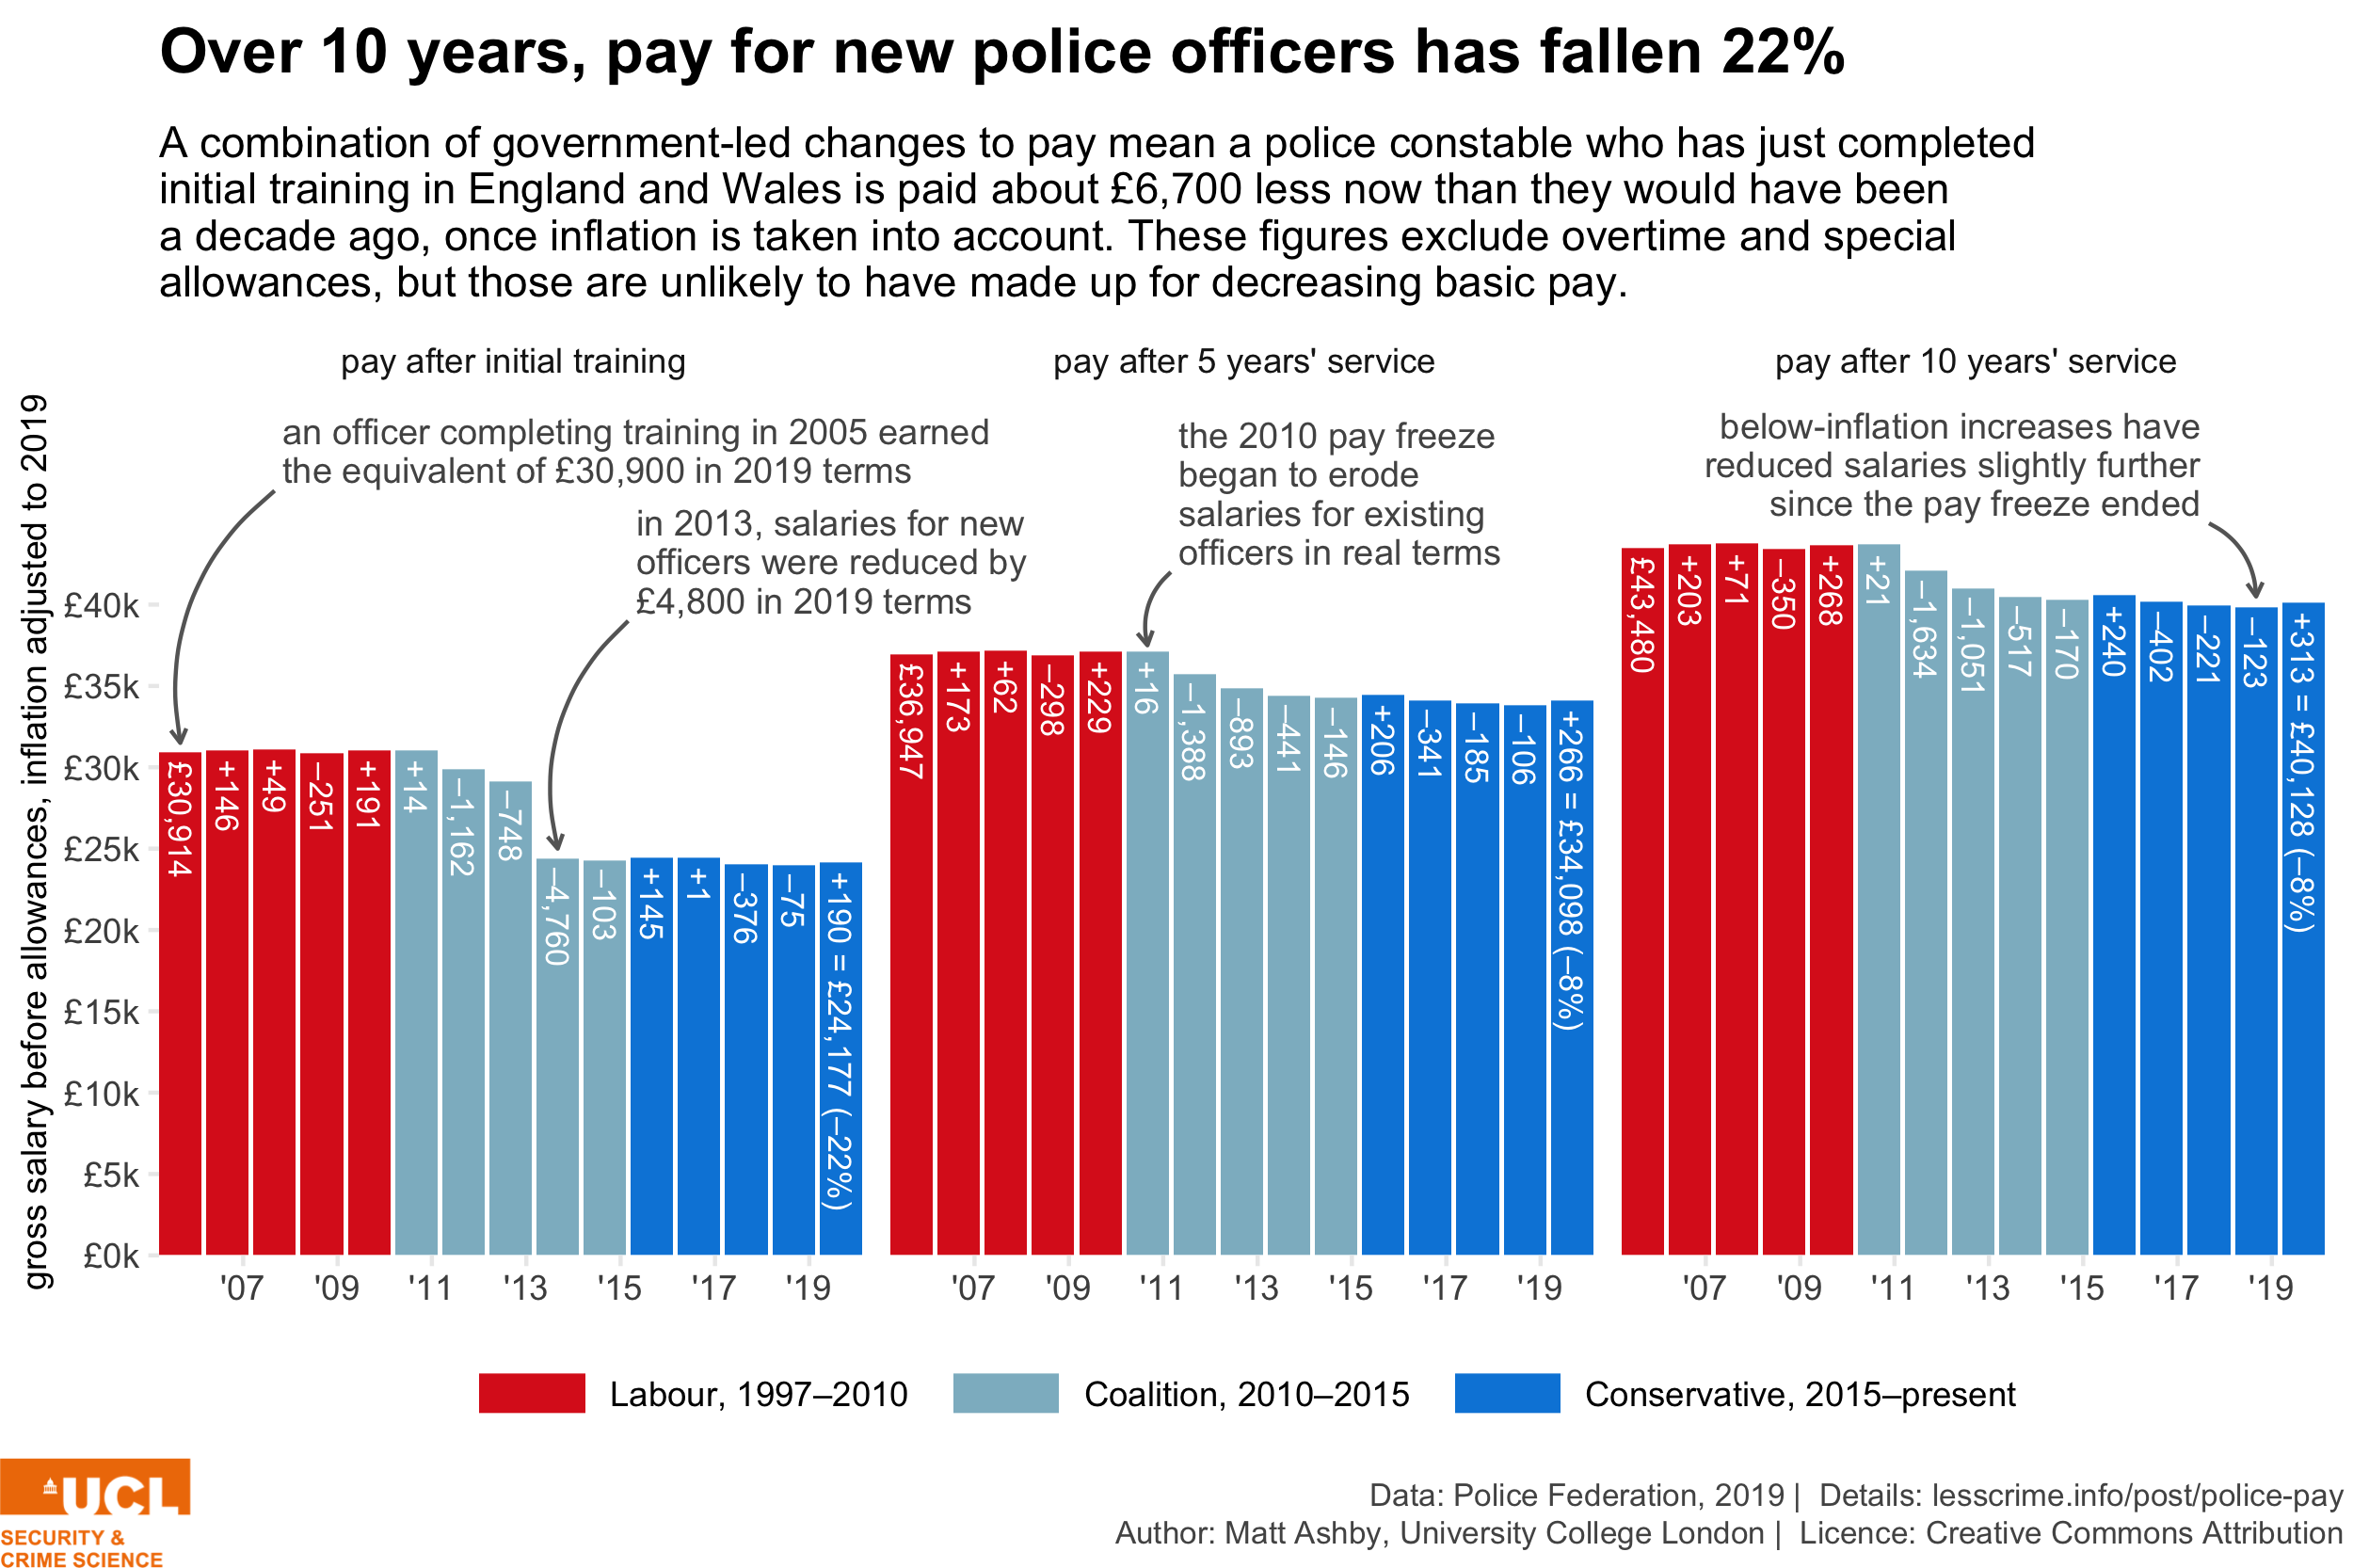 Over 10 years, pay for new police officers has fallen 22%
A combination of government-led changes to pay mean a police constable who has just completed
initial training in England and Wales is paid about £6,700 less now than they would have been
a decade ago, once inflation is taken into account. These figures exclude overtime and special
allowances, but those are unlikely to have made up for decreasing basic pay.
gross salary before allowances, inflation adjusted to 2019
£40k
£35k
£30k
£25k
£20k
£15k
£10k
£5k
£0k
pay after initial training
an officer completing training in 2005 earned
the equivalent of £30,900 in 2019 terms
in 2013, salaries for new
officers were reduced by
£4,800 in 2019 terms
£30,914
+146
+49
–251
+191
+14
–1,162
–748
–4,760
–103
+145
+1
–376
–75
+190 = £24,177 (–22%)
'07 '09 '11 '13 '15 '17 '19
pay after 5 years' service
the 2010 pay freeze
began to erode
salaries for existing
officers in real terms
£36,947
+173
+62
–298
+229
+16
–1,388
–893
–441
–146
+206
–341
–185
–106
+266 = £34,098 (–8%)
'07 '09 '11 '13 '15 '17 '19
pay after 10 years' service
below-inflation increases have
reduced salaries slightly further
since the pay freeze ended
£43,480
+203
+71
–350
+268
+21
–1,634
–1,051
–517
–170
+240
–402
–221
–123
+313 = £40,128 (–8%)
'07 '09 '11 '13 '15 '17 '19
Labour, 1997–2010 Coalition, 2010–2015 Conservative, 2015–present
UCL
SECURITY &
CRIME SCIENCE
Data: Police Federation, 2019 | Details: lesscrime.info/post/police-pay
Author: Matt Ashby, University College London | Licence: Creative Commons Attribution